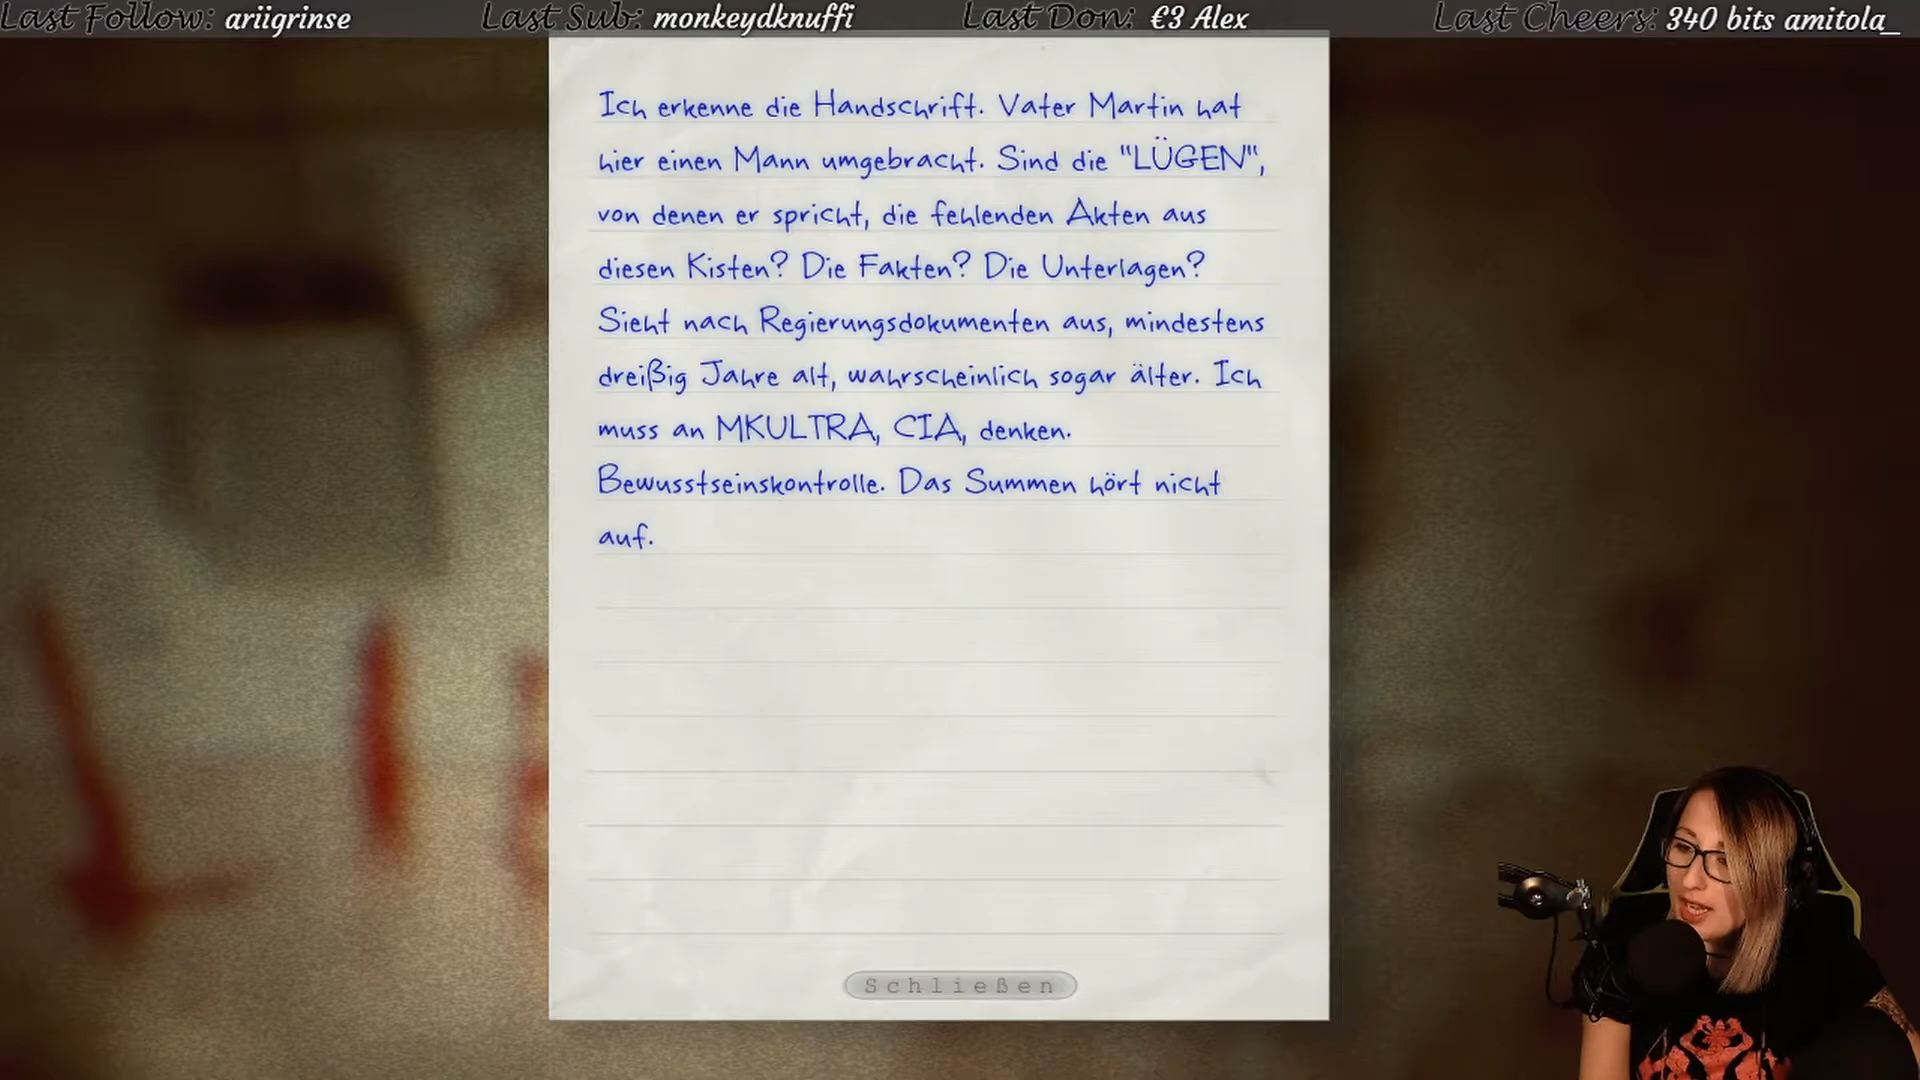 Last Follow: ariigrinse Last Sub: monkeydknuffi Last Don: €3 Alex Last Cheers: 340 bits amitola_
Ich erkenne die Handschrift. Vater Martin hat
hier einen Mann umgebracht. Sind die "LÜGEN",
von denen er spricht, die fehlenden Akten aus
diesen Kisten? Die Fakten? Die Unterlagen?
Sieht nach Regierungsdokumenten aus, mindestens
dreißig Jahre alt, wahrscheinlich sogar älter. Ich
muss an MKULTRA, CIA, denken.
Bewusstseinskontrolle. Das Summen hört nicht
auf.
Schließen